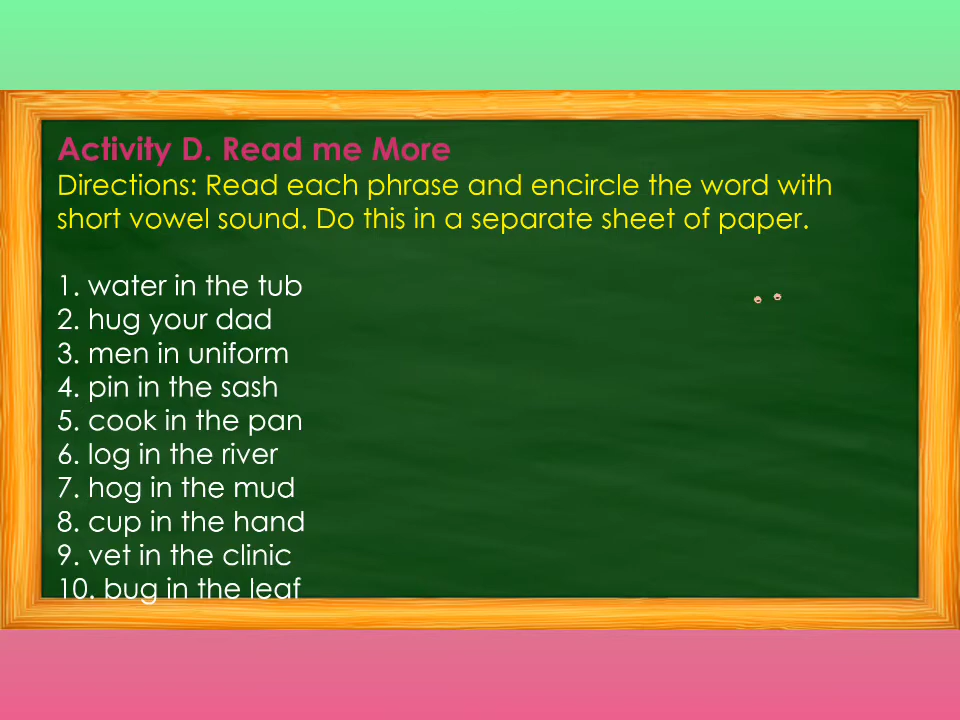 Activity D. Read me More
Directions: Read each phrase and encircle the word with
short vowel sound. Do this in a separate sheet of paper.
1. water in the tub
2. hug your dad
3. men in uniform
4. pin in the sash
5. cook in the pan
6. log in the river
7. hog in the mud
8. cup in the hand
9. vet in the clinic
10. bug in the leaf